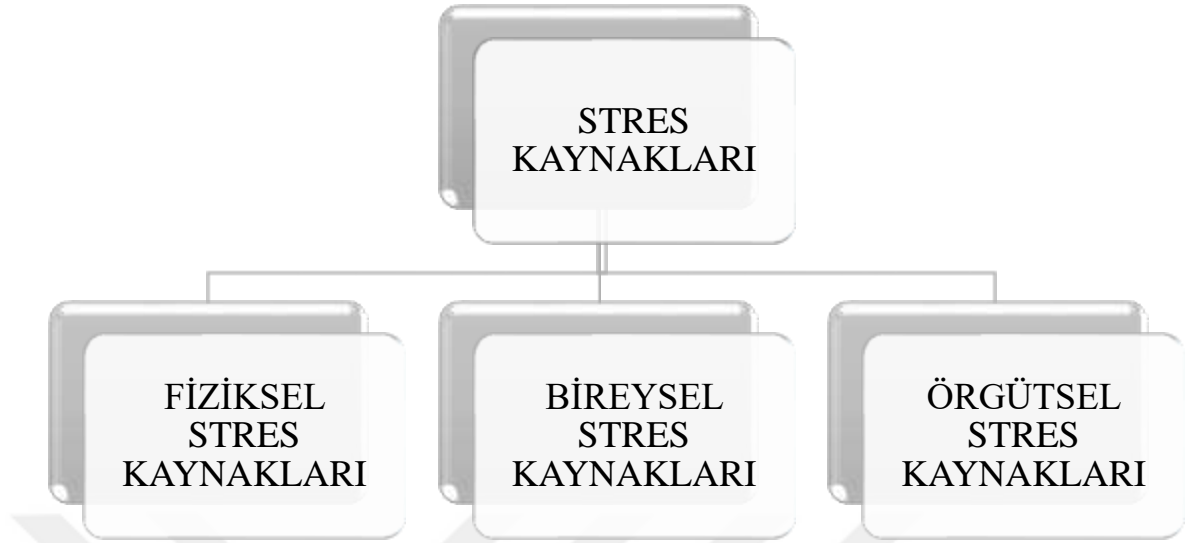 STRES
KAYNAKLARI
FİZİKSEL
STRES
KAYNAKLARI
BİREYSEL
STRES
KAYNAKLARI
ÖRGÜTSEL
STRES
KAYNAKLARI